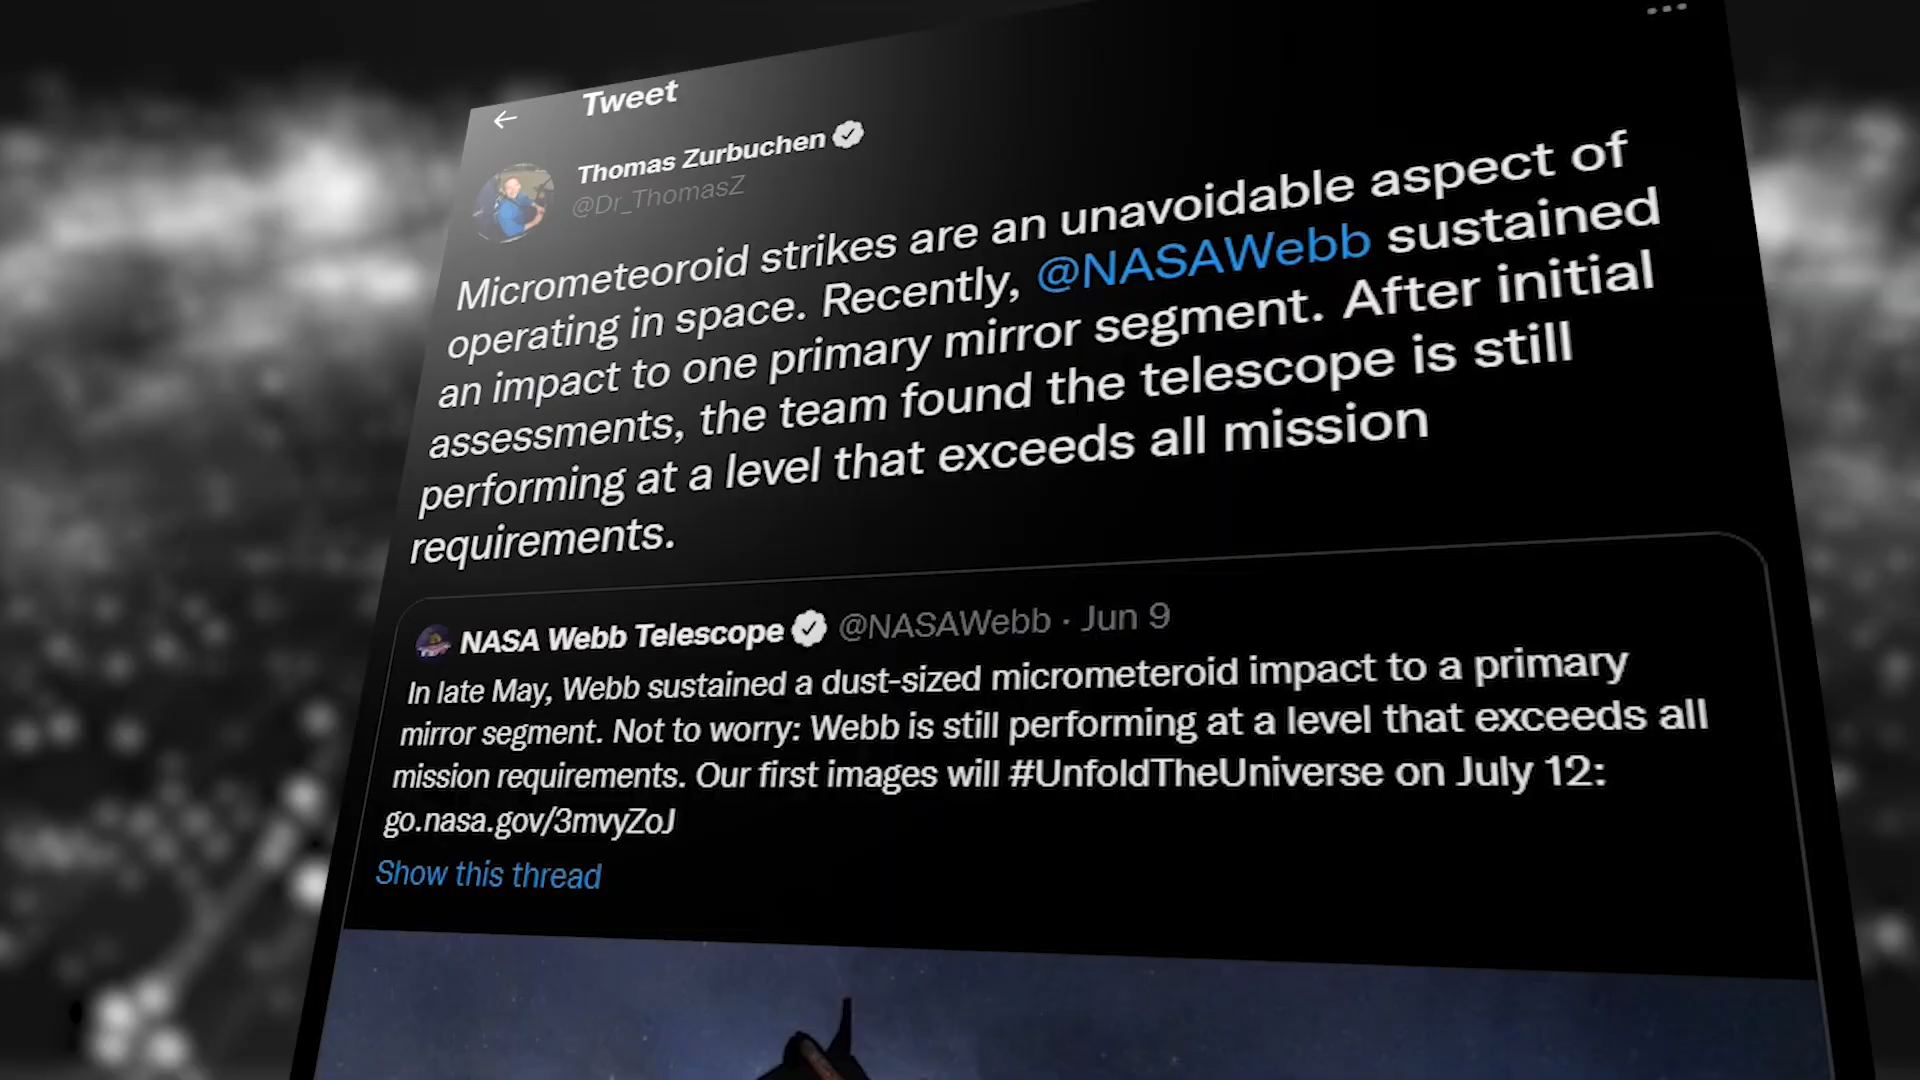 Tweet
Thomas Zurbuchen
@Dr_ThomasZ
Micrometeoroid strikes are an unavoidable aspect of
operating in space. Recently, @NASAWebb sustained
an impact to one primary mirror segment. After initial
assessments, the team found the telescope is still
performing at a level that exceeds all mission
requirements.
NASA Webb Telescope @NASAWebb · Jun 9
In late May, Webb sustained a dust-sized micrometeroid impact to a primary
mirror segment. Not to worry: Webb is still performing at a level that exceeds all
mission requirements. Our first images will #UnfoldTheUniverse on July 12:
go.nasa.gov/3mvyZoJ
Show this thread